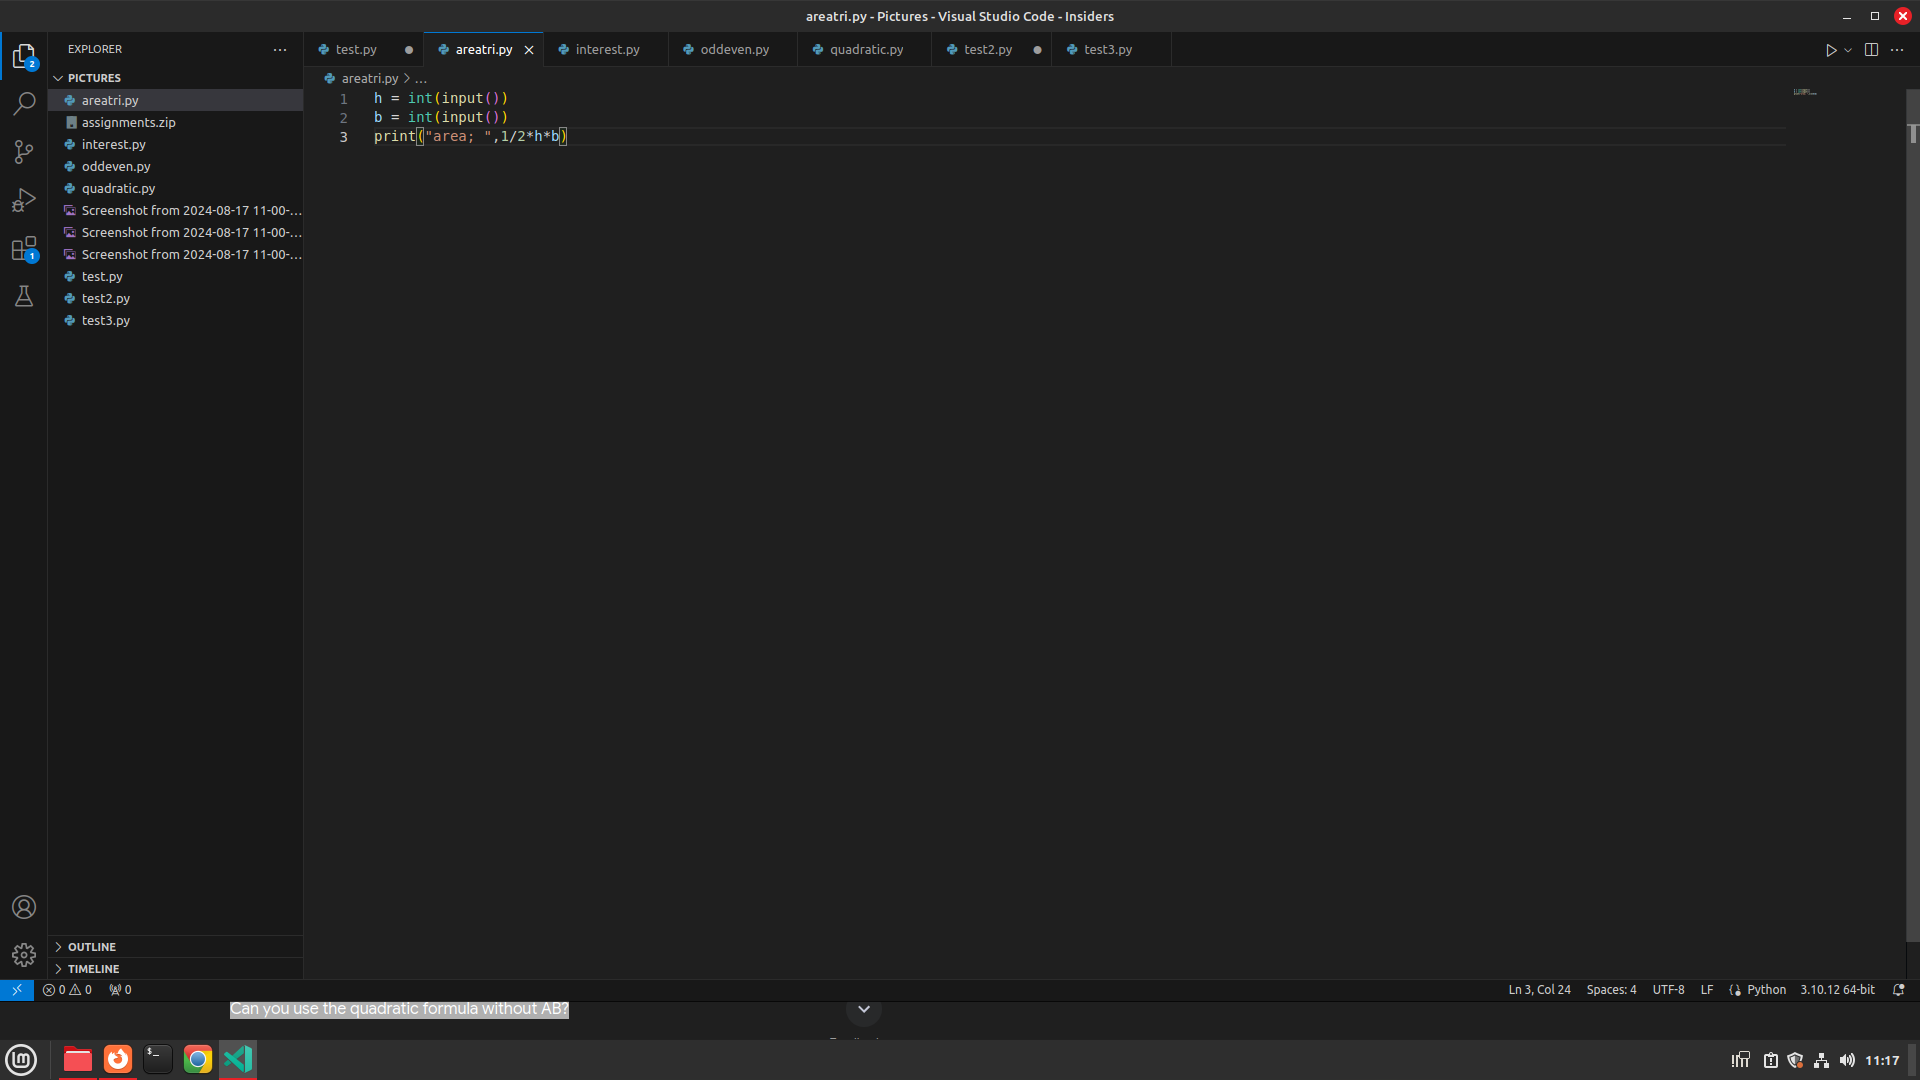 areatri.py - Pictures - Visual Studio Code - Insiders
EXPLORER
test.py
areatri.py
interest.py
oddeven.py
quadratic.py
test2.py
test3.py
PICTURES
areatri.py
assignments.zip
interest.py
oddeven.py
quadratic.py
Screenshot from 2024-08-17 11-00-...
Screenshot from 2024-08-17 11-00-...
Screenshot from 2024-08-17 11-00-...
test.py
test2.py
test3.py
2
1
areatri.py > ...
1 h = int(input())
2 b = int(input())
3 print("area; ",1/2*h*b)
OUTLINE
TIMELINE
0 0 0
Ln 3, Col 24 Spaces: 4 UTF-8 LF Python 3.10.12 64-bit
Can you use the quadratic formula without AB?
11:17